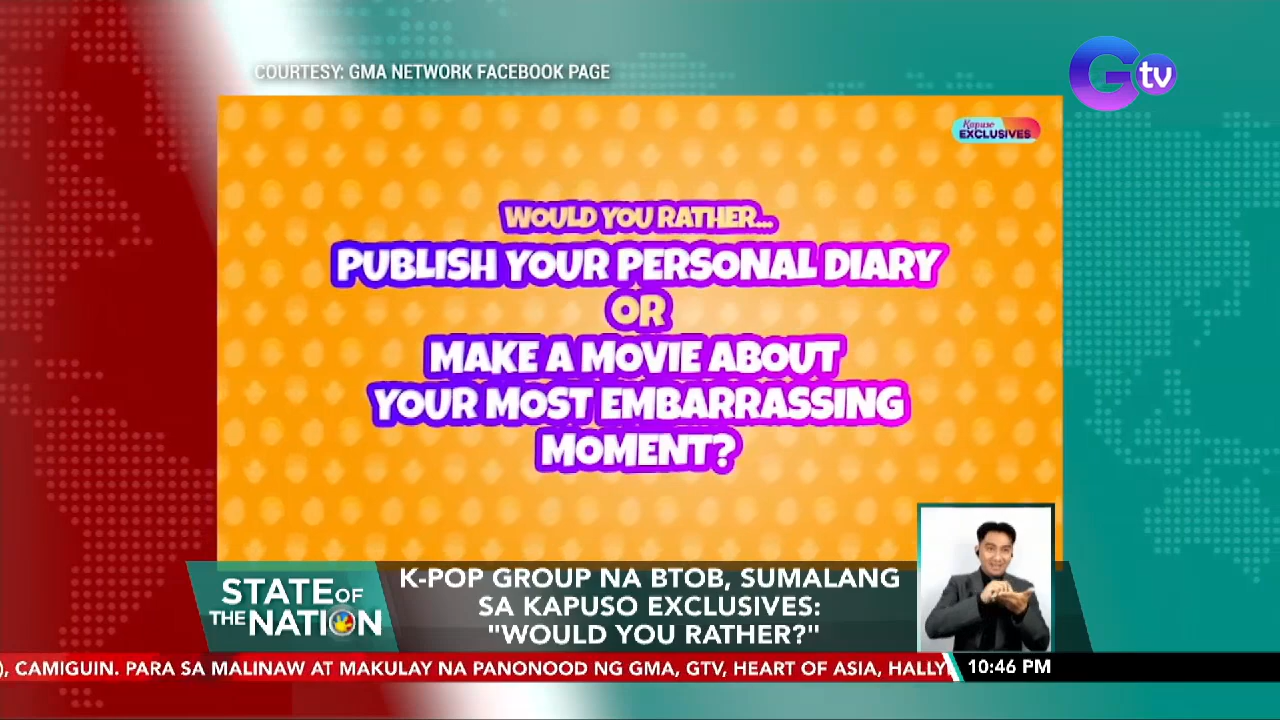 COURTESY: GMA NETWORK FACEBOOK PAGE
Gtv
Kapuso
EXCLUSIVES
WOULD YOU RATHER...
PUBLISH YOUR PERSONAL DIARY
OR
MAKE A MOVIE ABOUT
YOUR MOST EMBARRASSING
MOMENT?
STATE OF
THE NATION
K-POP GROUP NA BTOB, SUMALANG
SA KAPUSO EXCLUSIVES:
"WOULD YOU RATHER?"
), CAMIGUIN. PARA SA MALINAW AT MAKULAY NA PANONOOD NG GMA, GTV, HEART OF ASIA, HALLY
10:46 PM